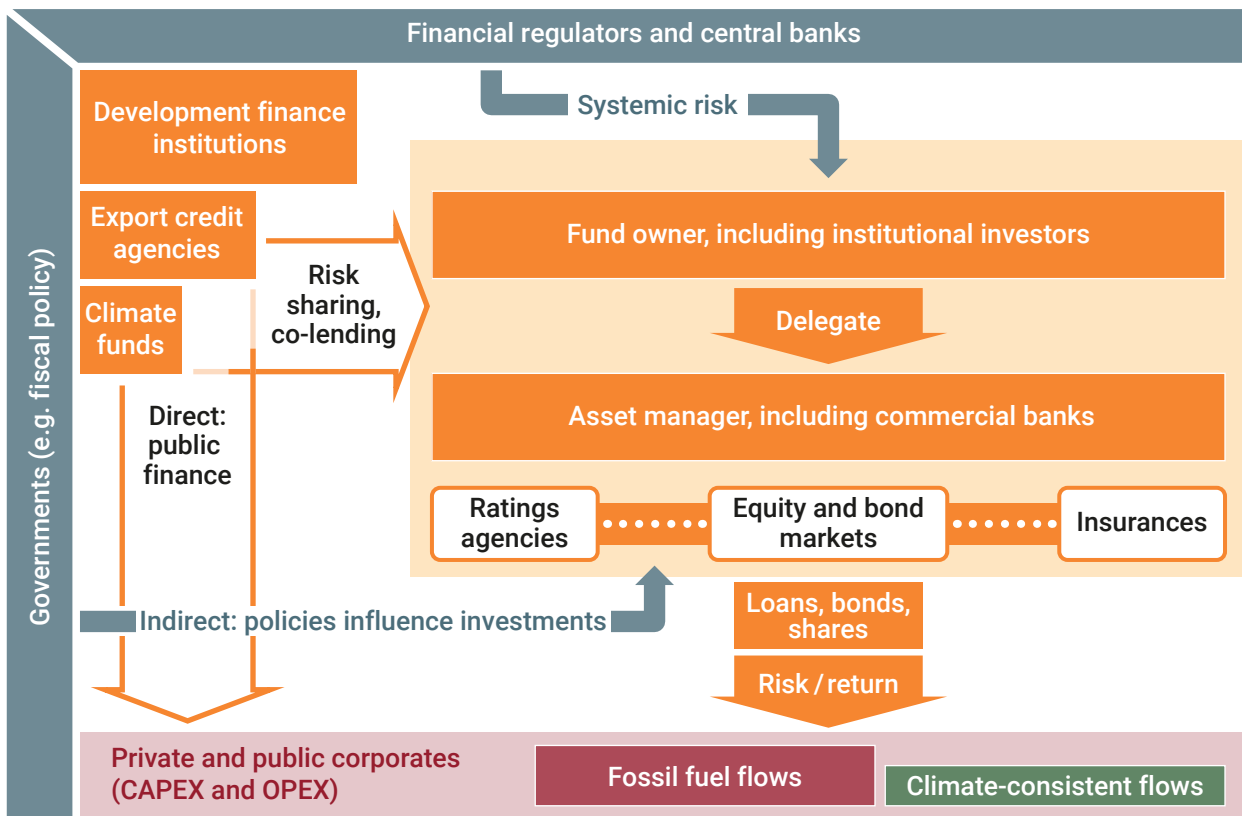 Financial regulators and central banks
Governments (e.g. fiscal policy)
Development finance
institutions
Systemic risk
Export credit
agencies
Climate
funds
Risk
sharing,
co-lending
Fund owner, including institutional investors
Delegate
Asset manager, including commercial banks
Direct:
public
finance
Ratings
agencies
Equity and bond
markets
Insurances
Indirect: policies influence investments
Loans, bonds,
shares
Risk / return
Private and public corporates
(CAPEX and OPEX)
Fossil fuel flows
Climate-consistent flows